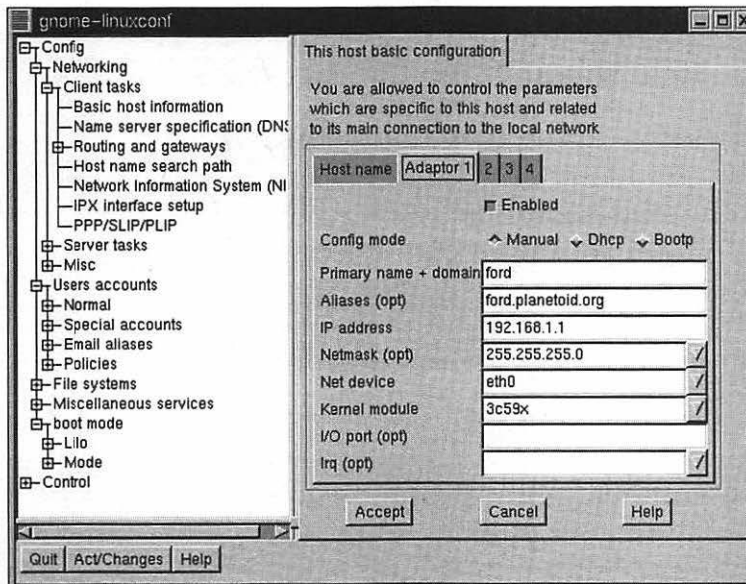 gnome-linuxconf
Config
Networking
Client tasks
Basic host information
Name server specification (DNS
Routing and gateways
Host name search path
Network Information System (NI
IPX interface setup
PPP/SLIP/PLIP
Server tasks
Misc
Users accounts
Normal
Special accounts
Email aliases
Policies
File systems
Miscellaneous services
boot mode
Lilo
Mode
Control
Quit Act/Changes Help
This host basic configuration
You are allowed to control the parameters
which are specific to this host and related
to its main connection to the local network
Host name Adaptor 1 2 3 4
Enabled
Config mode Manual Dhcp Bootp
Primary name + domain ford
Aliases (opt) ford.planetoid.org
IP address 192.168.1.1
Netmask (opt) 255.255.255.0
Net device eth0
Kernel module 3c59x
I/O port (opt)
Irq (opt)
Accept Cancel Help